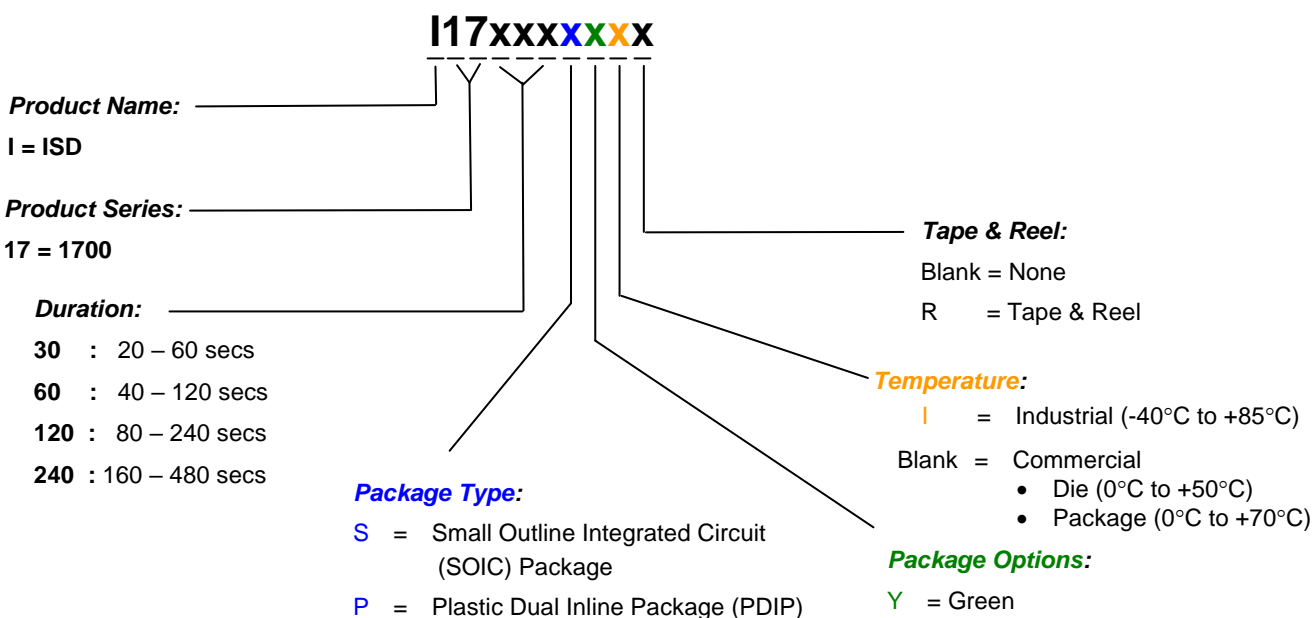 I17xxxxxxx
Product Name:
I = ISD
Product Series:
17 = 1700
Duration:
30 : 20 – 60 secs
60 : 40 – 120 secs
120 : 80 – 240 secs
240 : 160 – 480 secs
Package Type:
S = Small Outline Integrated Circuit
(SOIC) Package
P = Plastic Dual Inline Package (PDIP)
Tape & Reel:
Blank = None
R = Tape & Reel
Temperature:
I = Industrial (-40°C to +85°C)
Blank = Commercial
• Die (0°C to +50°C)
• Package (0°C to +70°C)
Package Options:
Y = Green